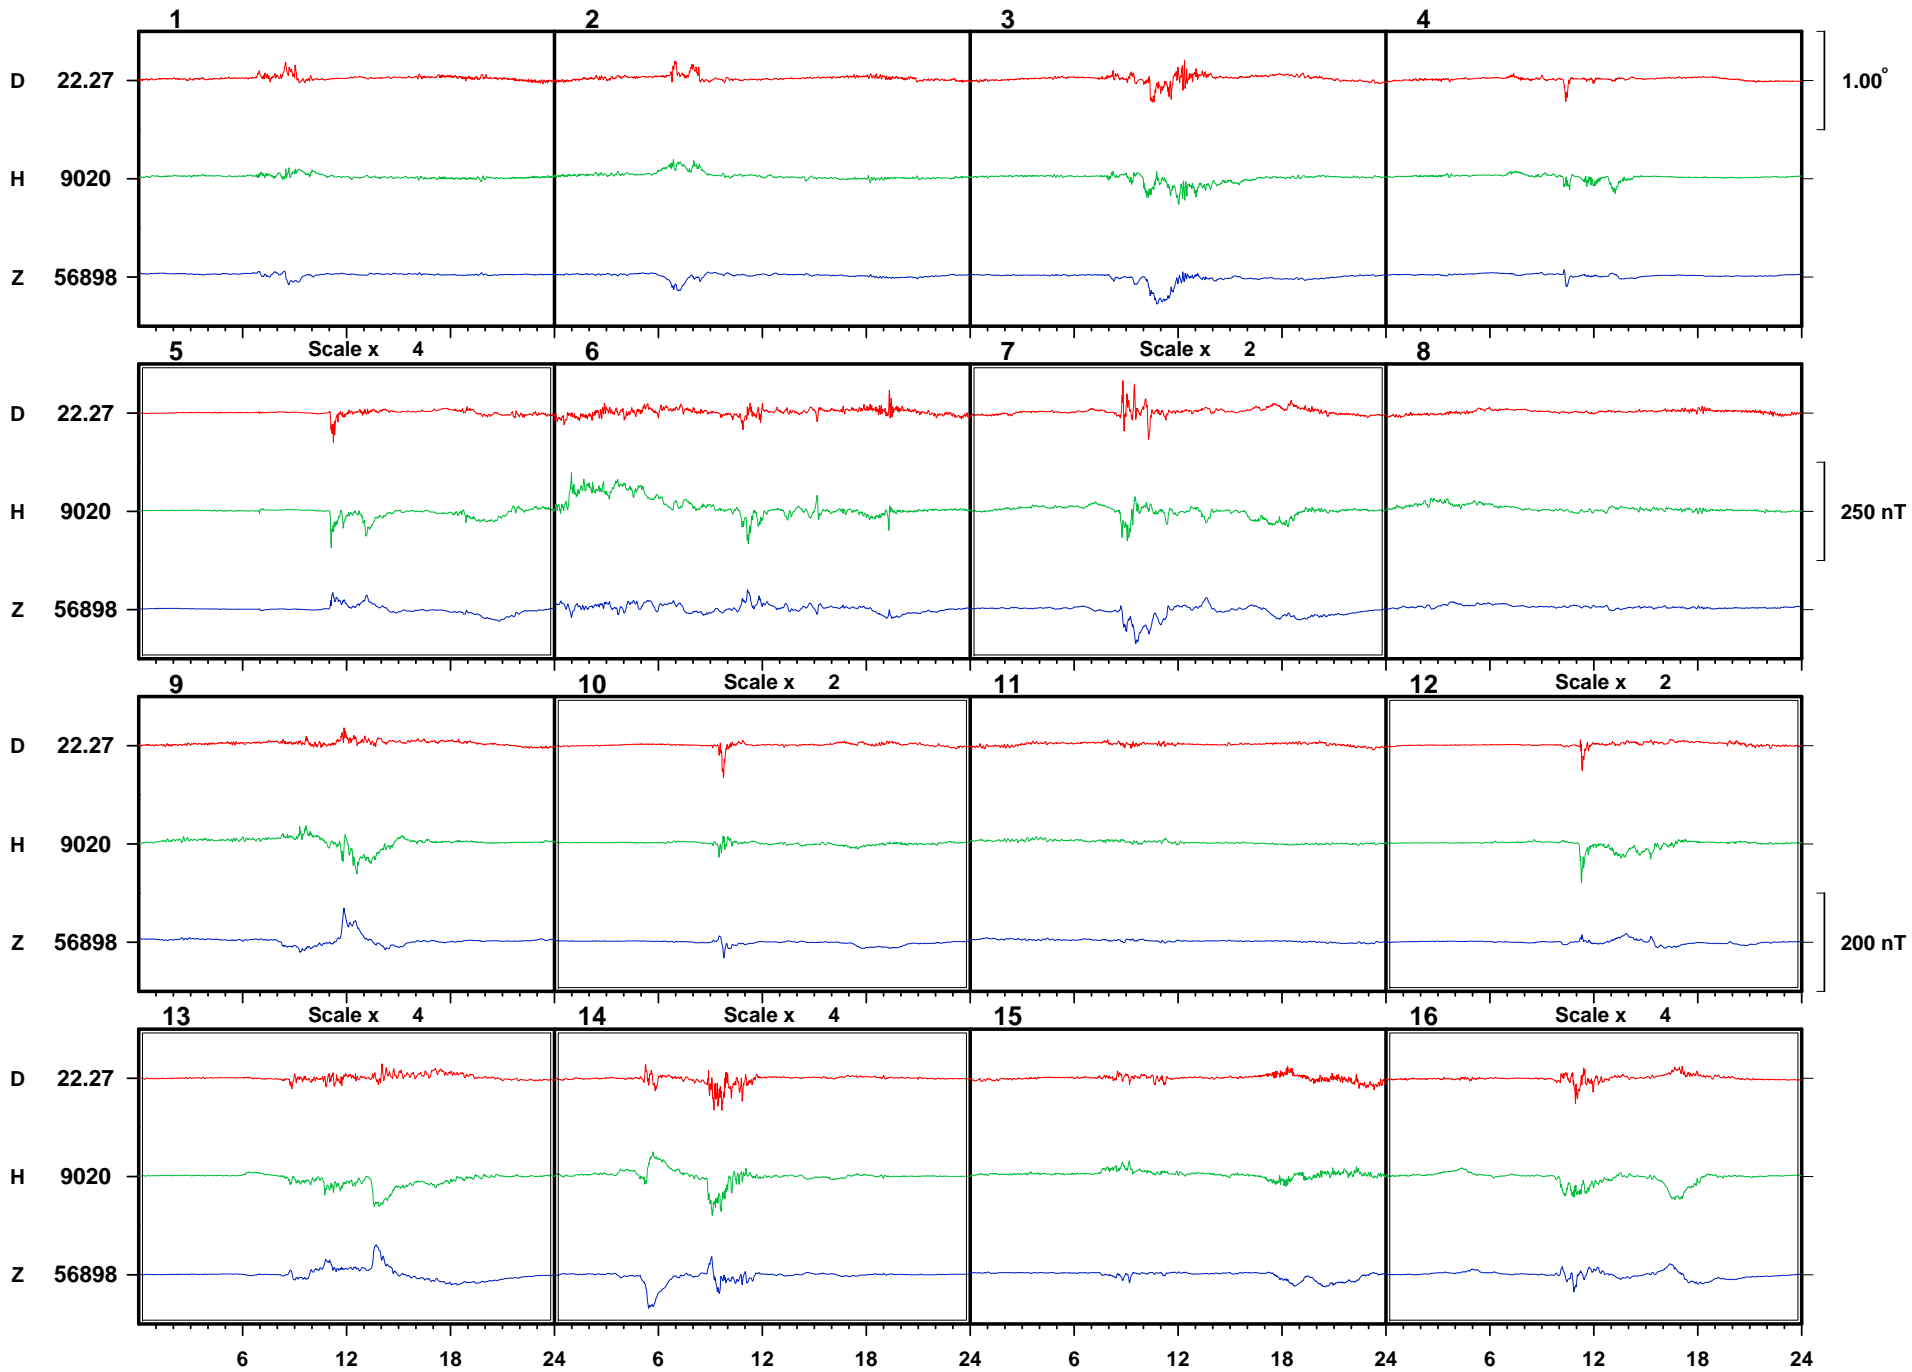 1 2 3 4
D 22.27 1.00°
H 9020
Z 56898
5 Scale x 4 6 7 Scale x 2 8
D 22.27
H 9020 250 nT
Z 56898
9 10 Scale x 2 11 12 Scale x 2
D 22.27
H 9020
Z 56898 200 nT
13 Scale x 4 14 Scale x 4 15 16 Scale x 4
D 22.27
H 9020
Z 56898
6 12 18 24 6 12 18 24 6 12 18 24 6 12 18 24